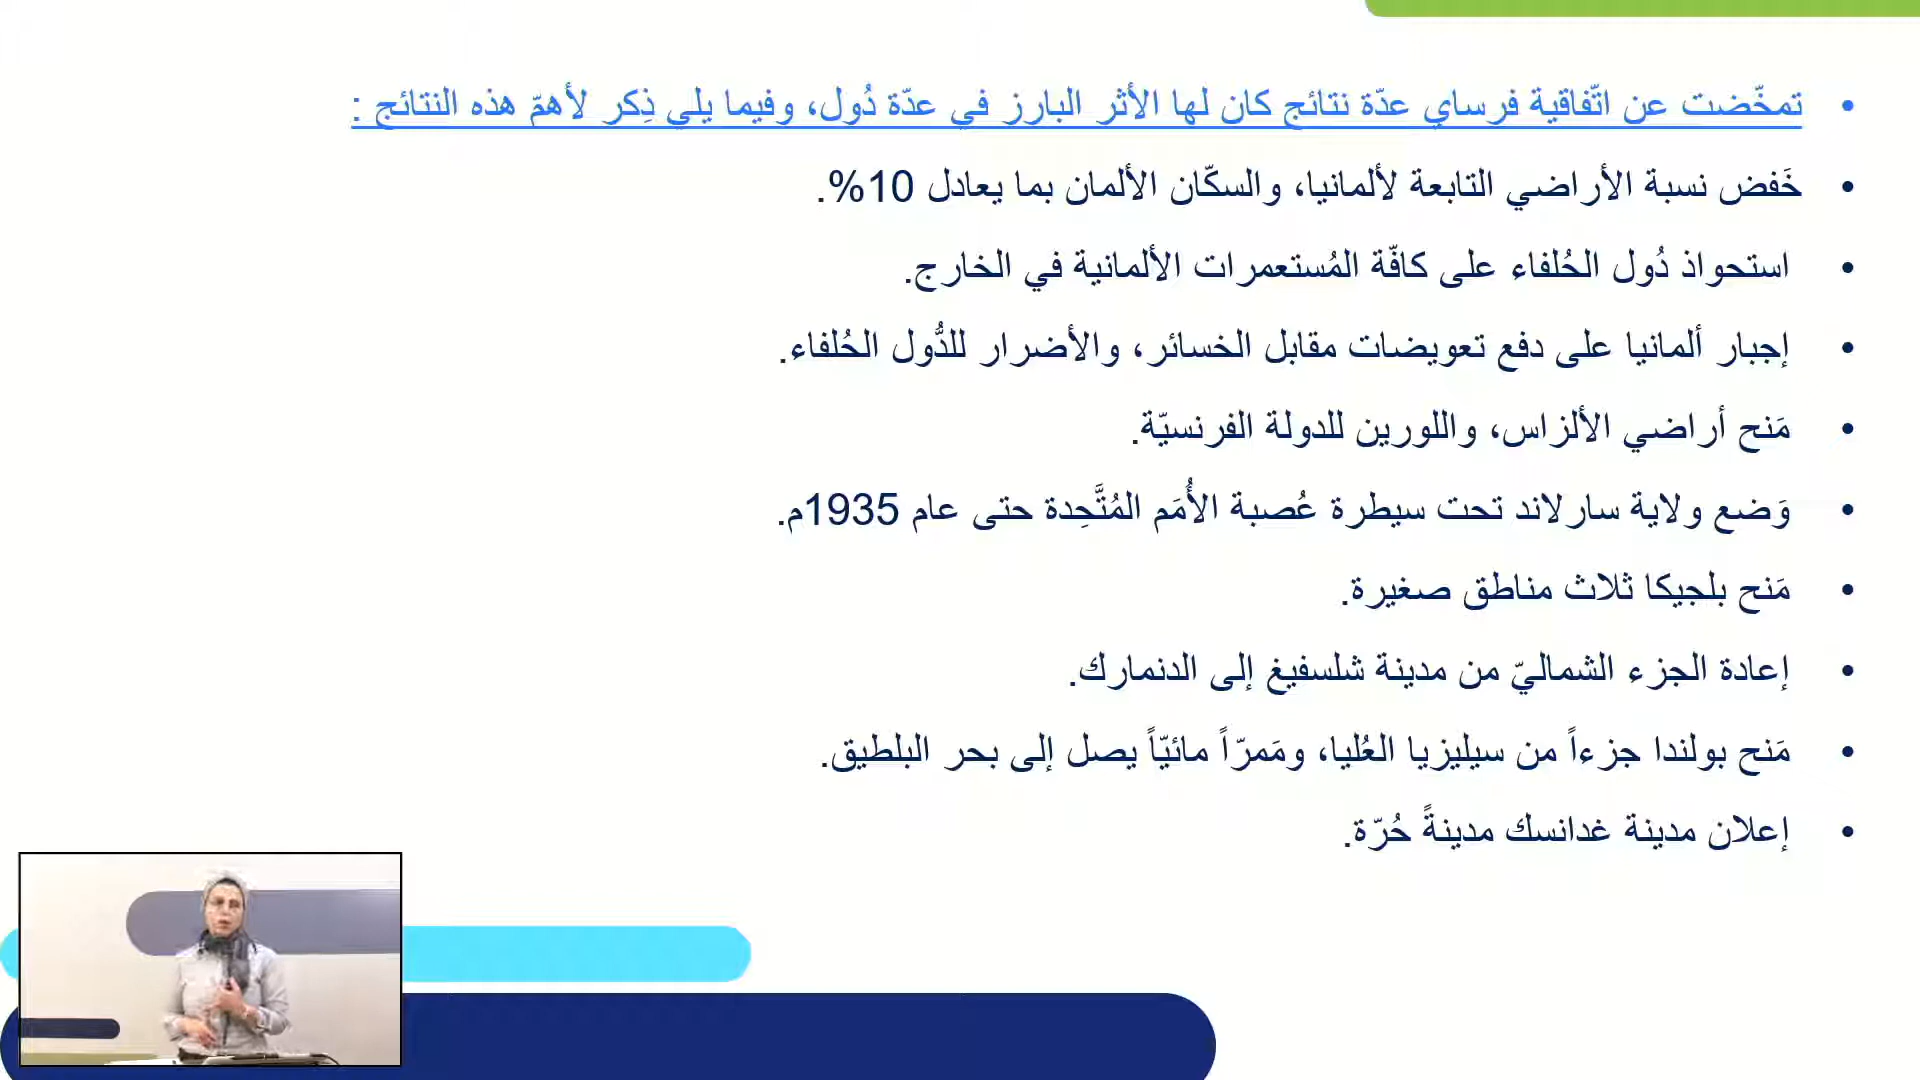 • تمخّضت عن اتّفاقية فرساي عدّة نتائج كان لها الأثر البارز في عدّة دُول، وفيما يلي ذِكر لأهمّ هذه النتائج :
• خَفض نسبة الأراضي التابعة لألمانيا، والسكّان الألمان بما يعادل 10%.
• استحواذ دُول الحُلفاء على كافّة المُستعمرات الألمانية في الخارج.
• إجبار ألمانيا على دفع تعويضات مقابل الخسائر، والأضرار للدُّول الحُلفاء.
• مَنح أراضي الألزاس، واللورين للدولة الفرنسيّة.
• وَضع ولاية سارلاند تحت سيطرة عُصبة الأُمَم المُتَّحِدة حتى عام 1935م.
• مَنح بلجيكا ثلاث مناطق صغيرة.
• إعادة الجزء الشماليّ من مدينة شلسفيغ إلى الدنمارك.
• مَنح بولندا جزءاً من سيليزيا العُليا، ومَمرّاً مائيّاً يصل إلى بحر البلطيق.
• إعلان مدينة غدانسك مدينةً حُرّة.